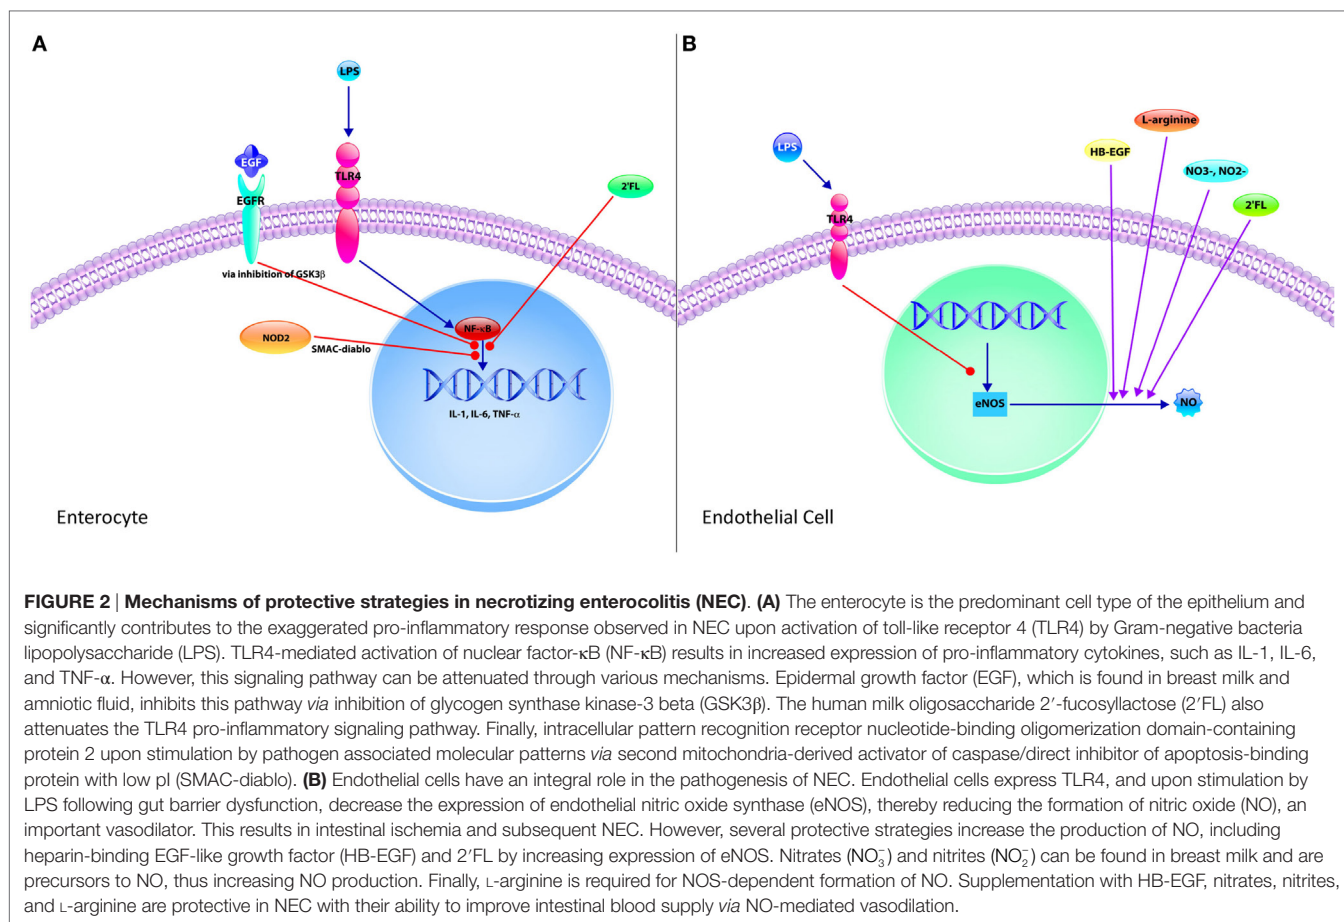 A
LPS
EGF
TLR4
EGFR
2'FL
via inhibition of GSK3β
NF-κB
NOD2
SMAC-diablo
IL-1, IL-6, TNF-α
Enterocyte
B
L-arginine
LPS
HB-EGF
NO3-, NO2-
2'FL
TLR4
eNOS
NO
Endothelial Cell
FIGURE 2 | Mechanisms of protective strategies in necrotizing enterocolitis (NEC). (A) The enterocyte is the predominant cell type of the epithelium and
significantly contributes to the exaggerated pro-inflammatory response observed in NEC upon activation of toll-like receptor 4 (TLR4) by Gram-negative bacteria
lipopolysaccharide (LPS). TLR4-mediated activation of nuclear factor-κB (NF-κB) results in increased expression of pro-inflammatory cytokines, such as IL-1, IL-6,
and TNF-α. However, this signaling pathway can be attenuated through various mechanisms. Epidermal growth factor (EGF), which is found in breast milk and
amniotic fluid, inhibits this pathway via inhibition of glycogen synthase kinase-3 beta (GSK3β). The human milk oligosaccharide 2′-fucosyllactose (2′FL) also
attenuates the TLR4 pro-inflammatory signaling pathway. Finally, intracellular pattern recognition receptor nucleotide-binding oligomerization domain-containing
protein 2 upon stimulation by pathogen associated molecular patterns via second mitochondria-derived activator of caspase/direct inhibitor of apoptosis-binding
protein with low pI (SMAC-diablo). (B) Endothelial cells have an integral role in the pathogenesis of NEC. Endothelial cells express TLR4, and upon stimulation by
LPS following gut barrier dysfunction, decrease the expression of endothelial nitric oxide synthase (eNOS), thereby reducing the formation of nitric oxide (NO), an
important vasodilator. This results in intestinal ischemia and subsequent NEC. However, several protective strategies increase the production of NO, including
heparin-binding EGF-like growth factor (HB-EGF) and 2′FL by increasing expression of eNOS. Nitrates (NO₃⁻) and nitrites (NO₂⁻) can be found in breast milk and are
precursors to NO, thus increasing NO production. Finally, L-arginine is required for NOS-dependent formation of NO. Supplementation with HB-EGF, nitrates, nitrites,
and L-arginine are protective in NEC with their ability to improve intestinal blood supply via NO-mediated vasodilation.